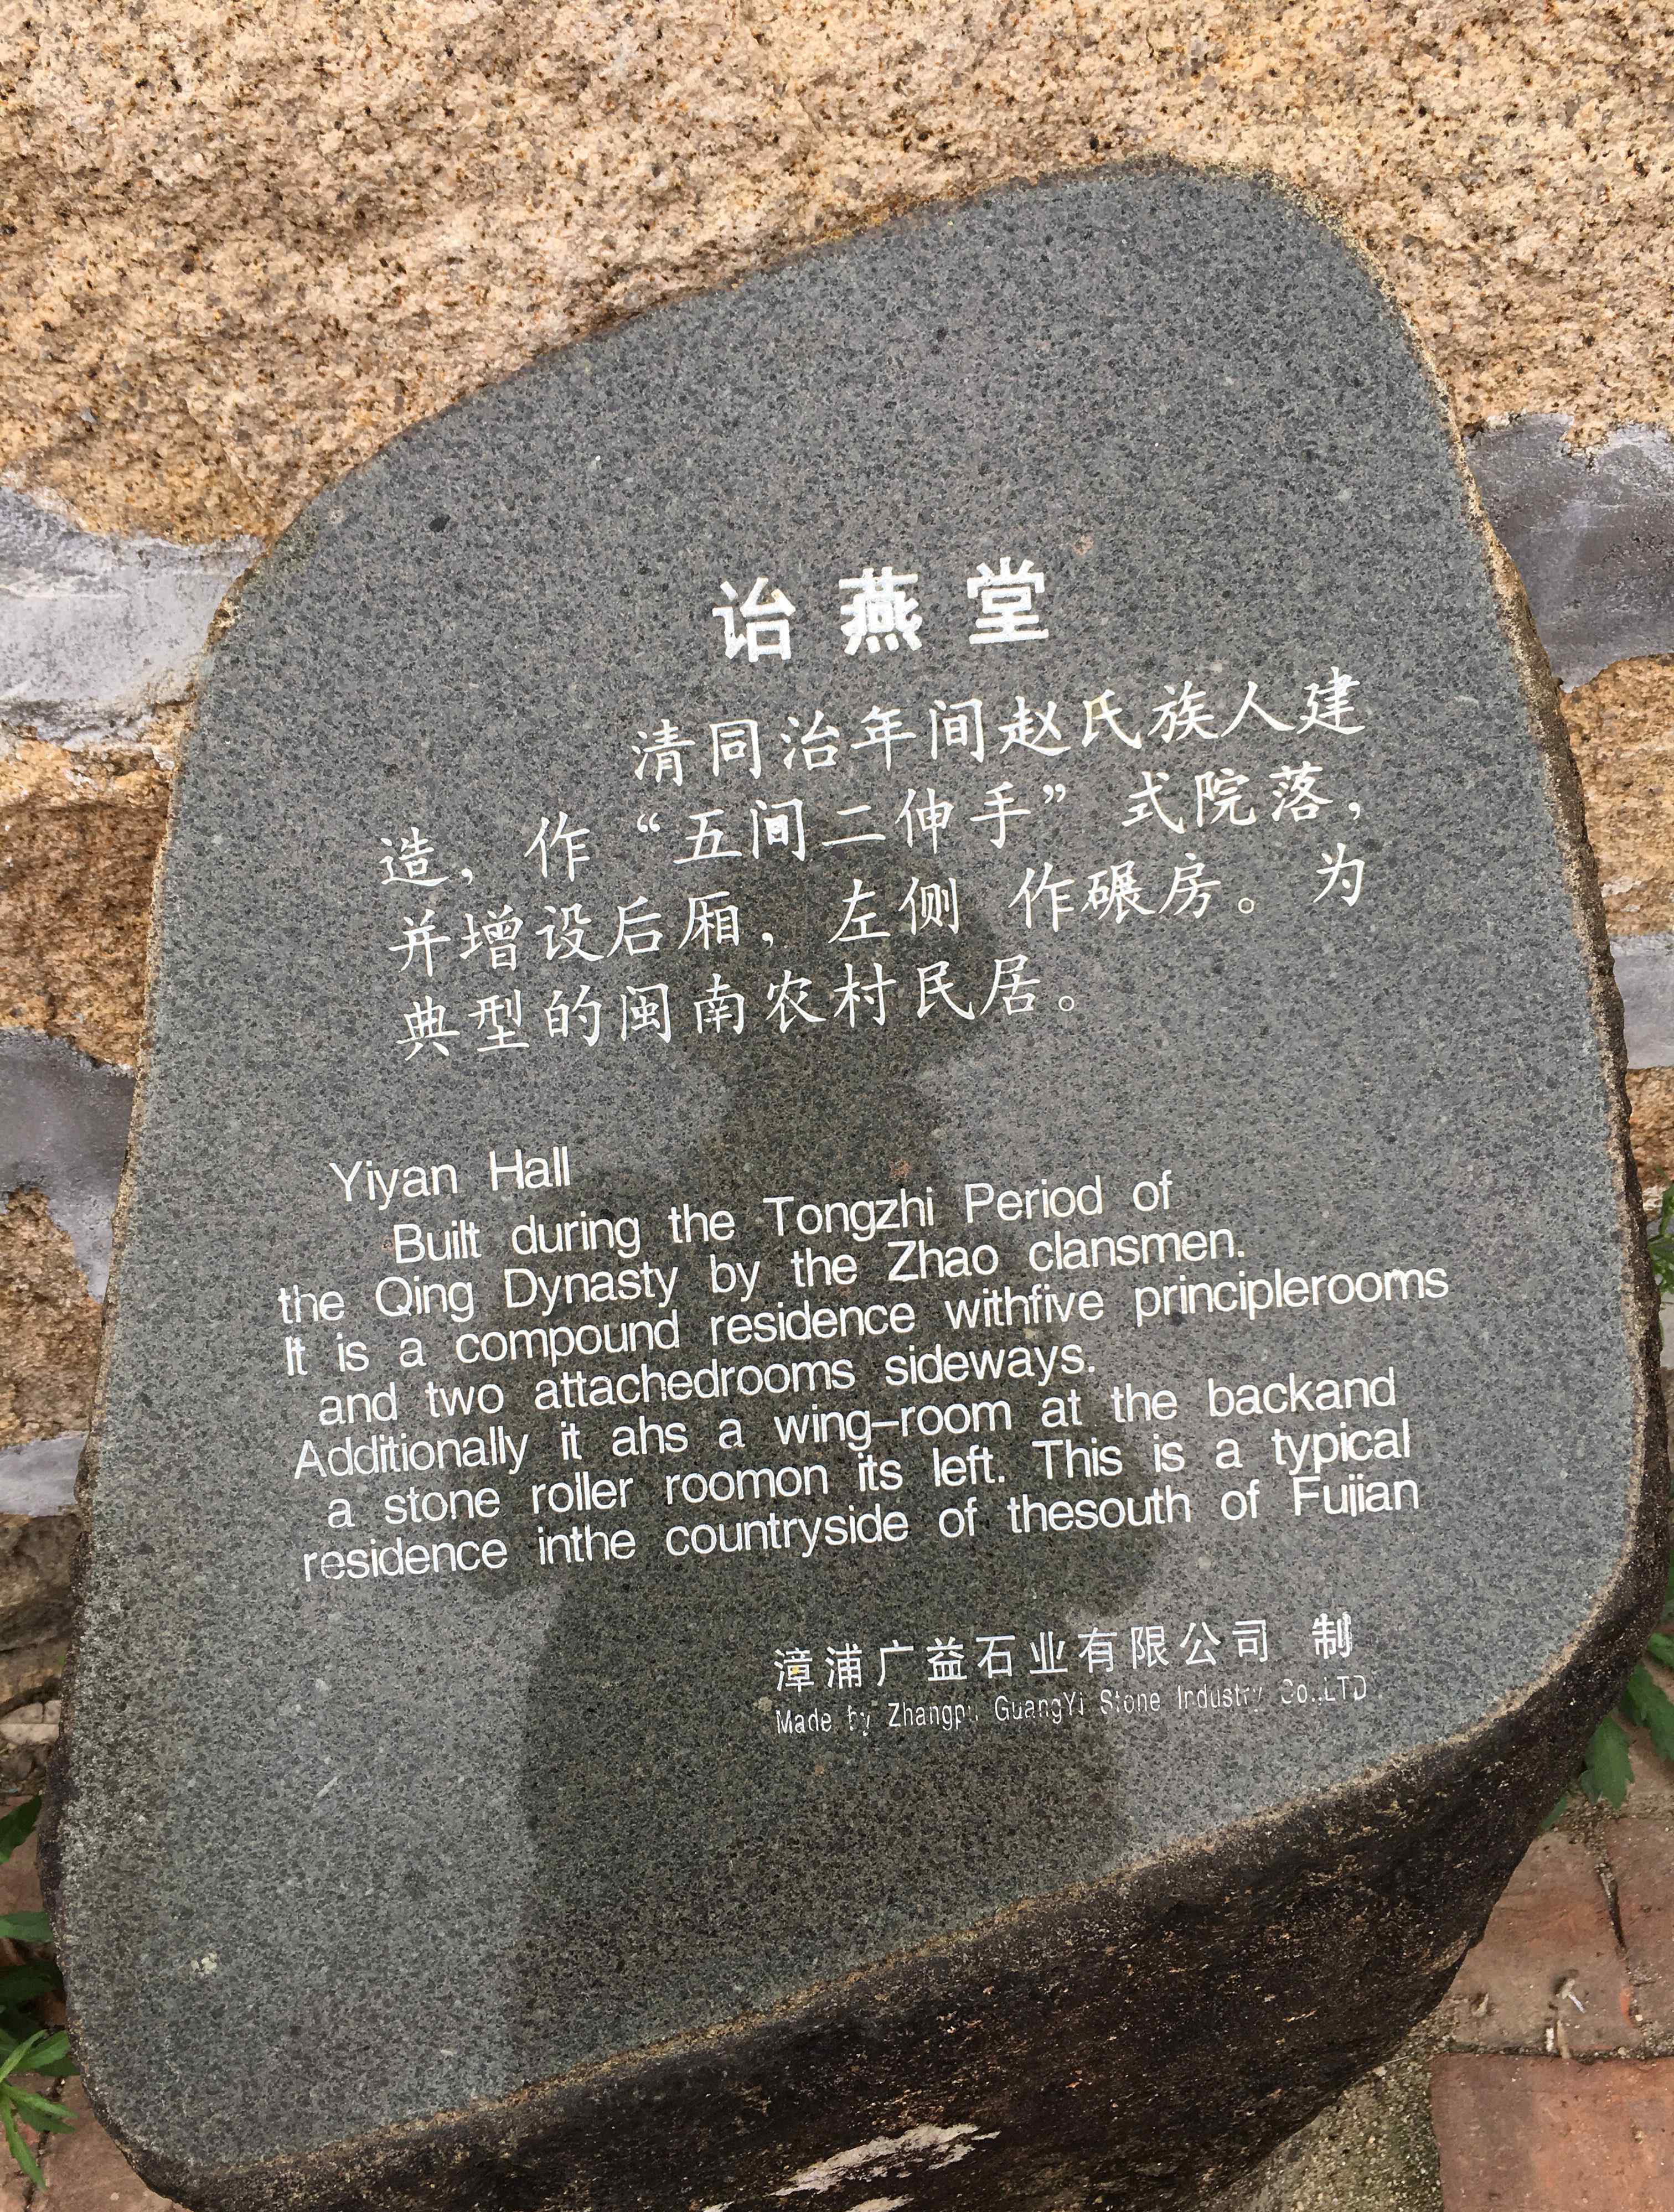 诒燕堂
清同治年间赵氏族人建
造，作“五间二伸手”式院落，
并增设后厢，左侧 作碾房。为
典型的闽南农村民居。
Yiyan Hall
Built during the Tongzhi Period of
the Qing Dynasty by the Zhao clansmen.
It is a compound residence withfive principlerooms
and two attachedrooms sideways.
Additionally it ahs a wing-room at the backand
a stone roller roomon its left. This is a typical
residence inthe countryside of thesouth of Fujian
漳浦广益石业有限公司 制
Made by Zhangpu GuangYi Stone Industry Co.,LTD